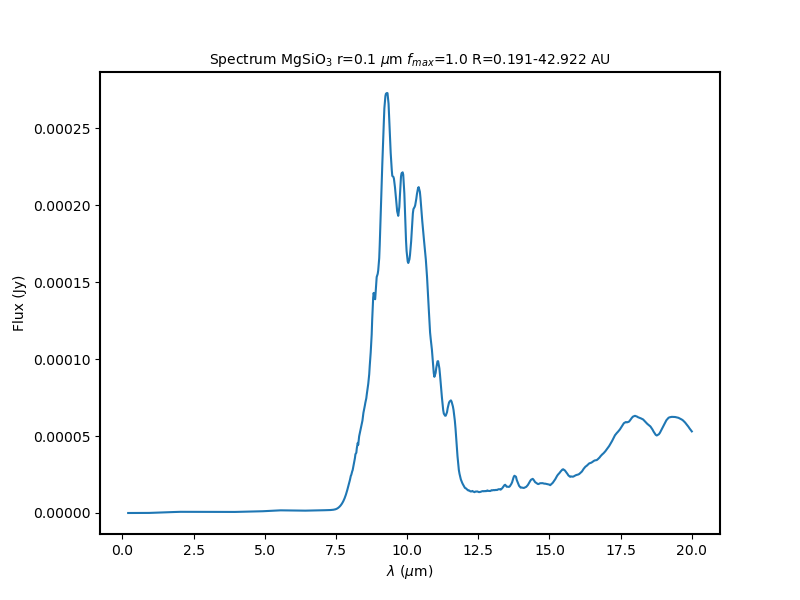 Spectrum MgSiO₃ r=0.1 μm fₘₐₓ=1.0 R=0.191-42.922 AU
0.00025
0.00020
0.00015
0.00010
0.00005
0.00000
Flux (Jy)
0.0 2.5 5.0 7.5 10.0 12.5 15.0 17.5 20.0
λ (μm)